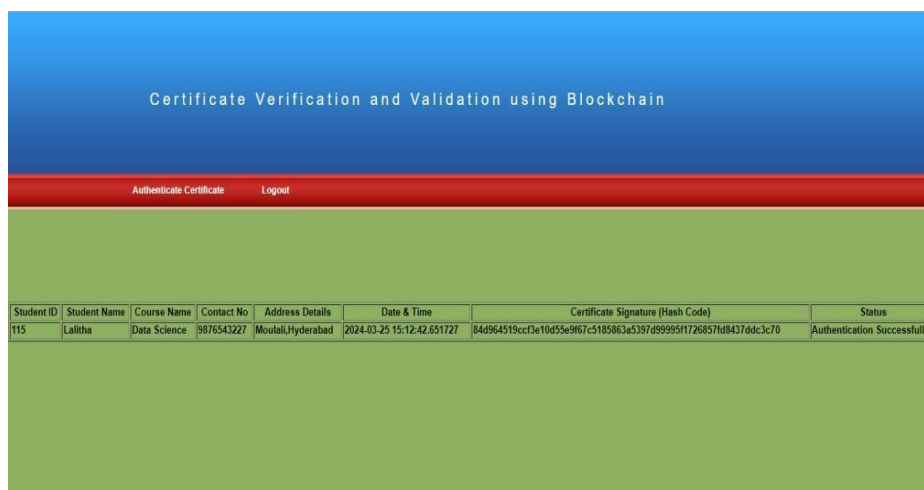 Certificate Verification and Validation using Blockchain
Authenticate Certificate Logout
Student ID Student Name Course Name Contact No Address Details Date & Time Certificate Signature (Hash Code) Status
115 Lalitha Data Science 9876543227 Moulali,Hyderabad 2024-03-25 15:12:42.651727 84d964519ccf3e10d55e9f67c5185863a5397d99995f1726857fd8437ddc3c70 Authentication Successfull